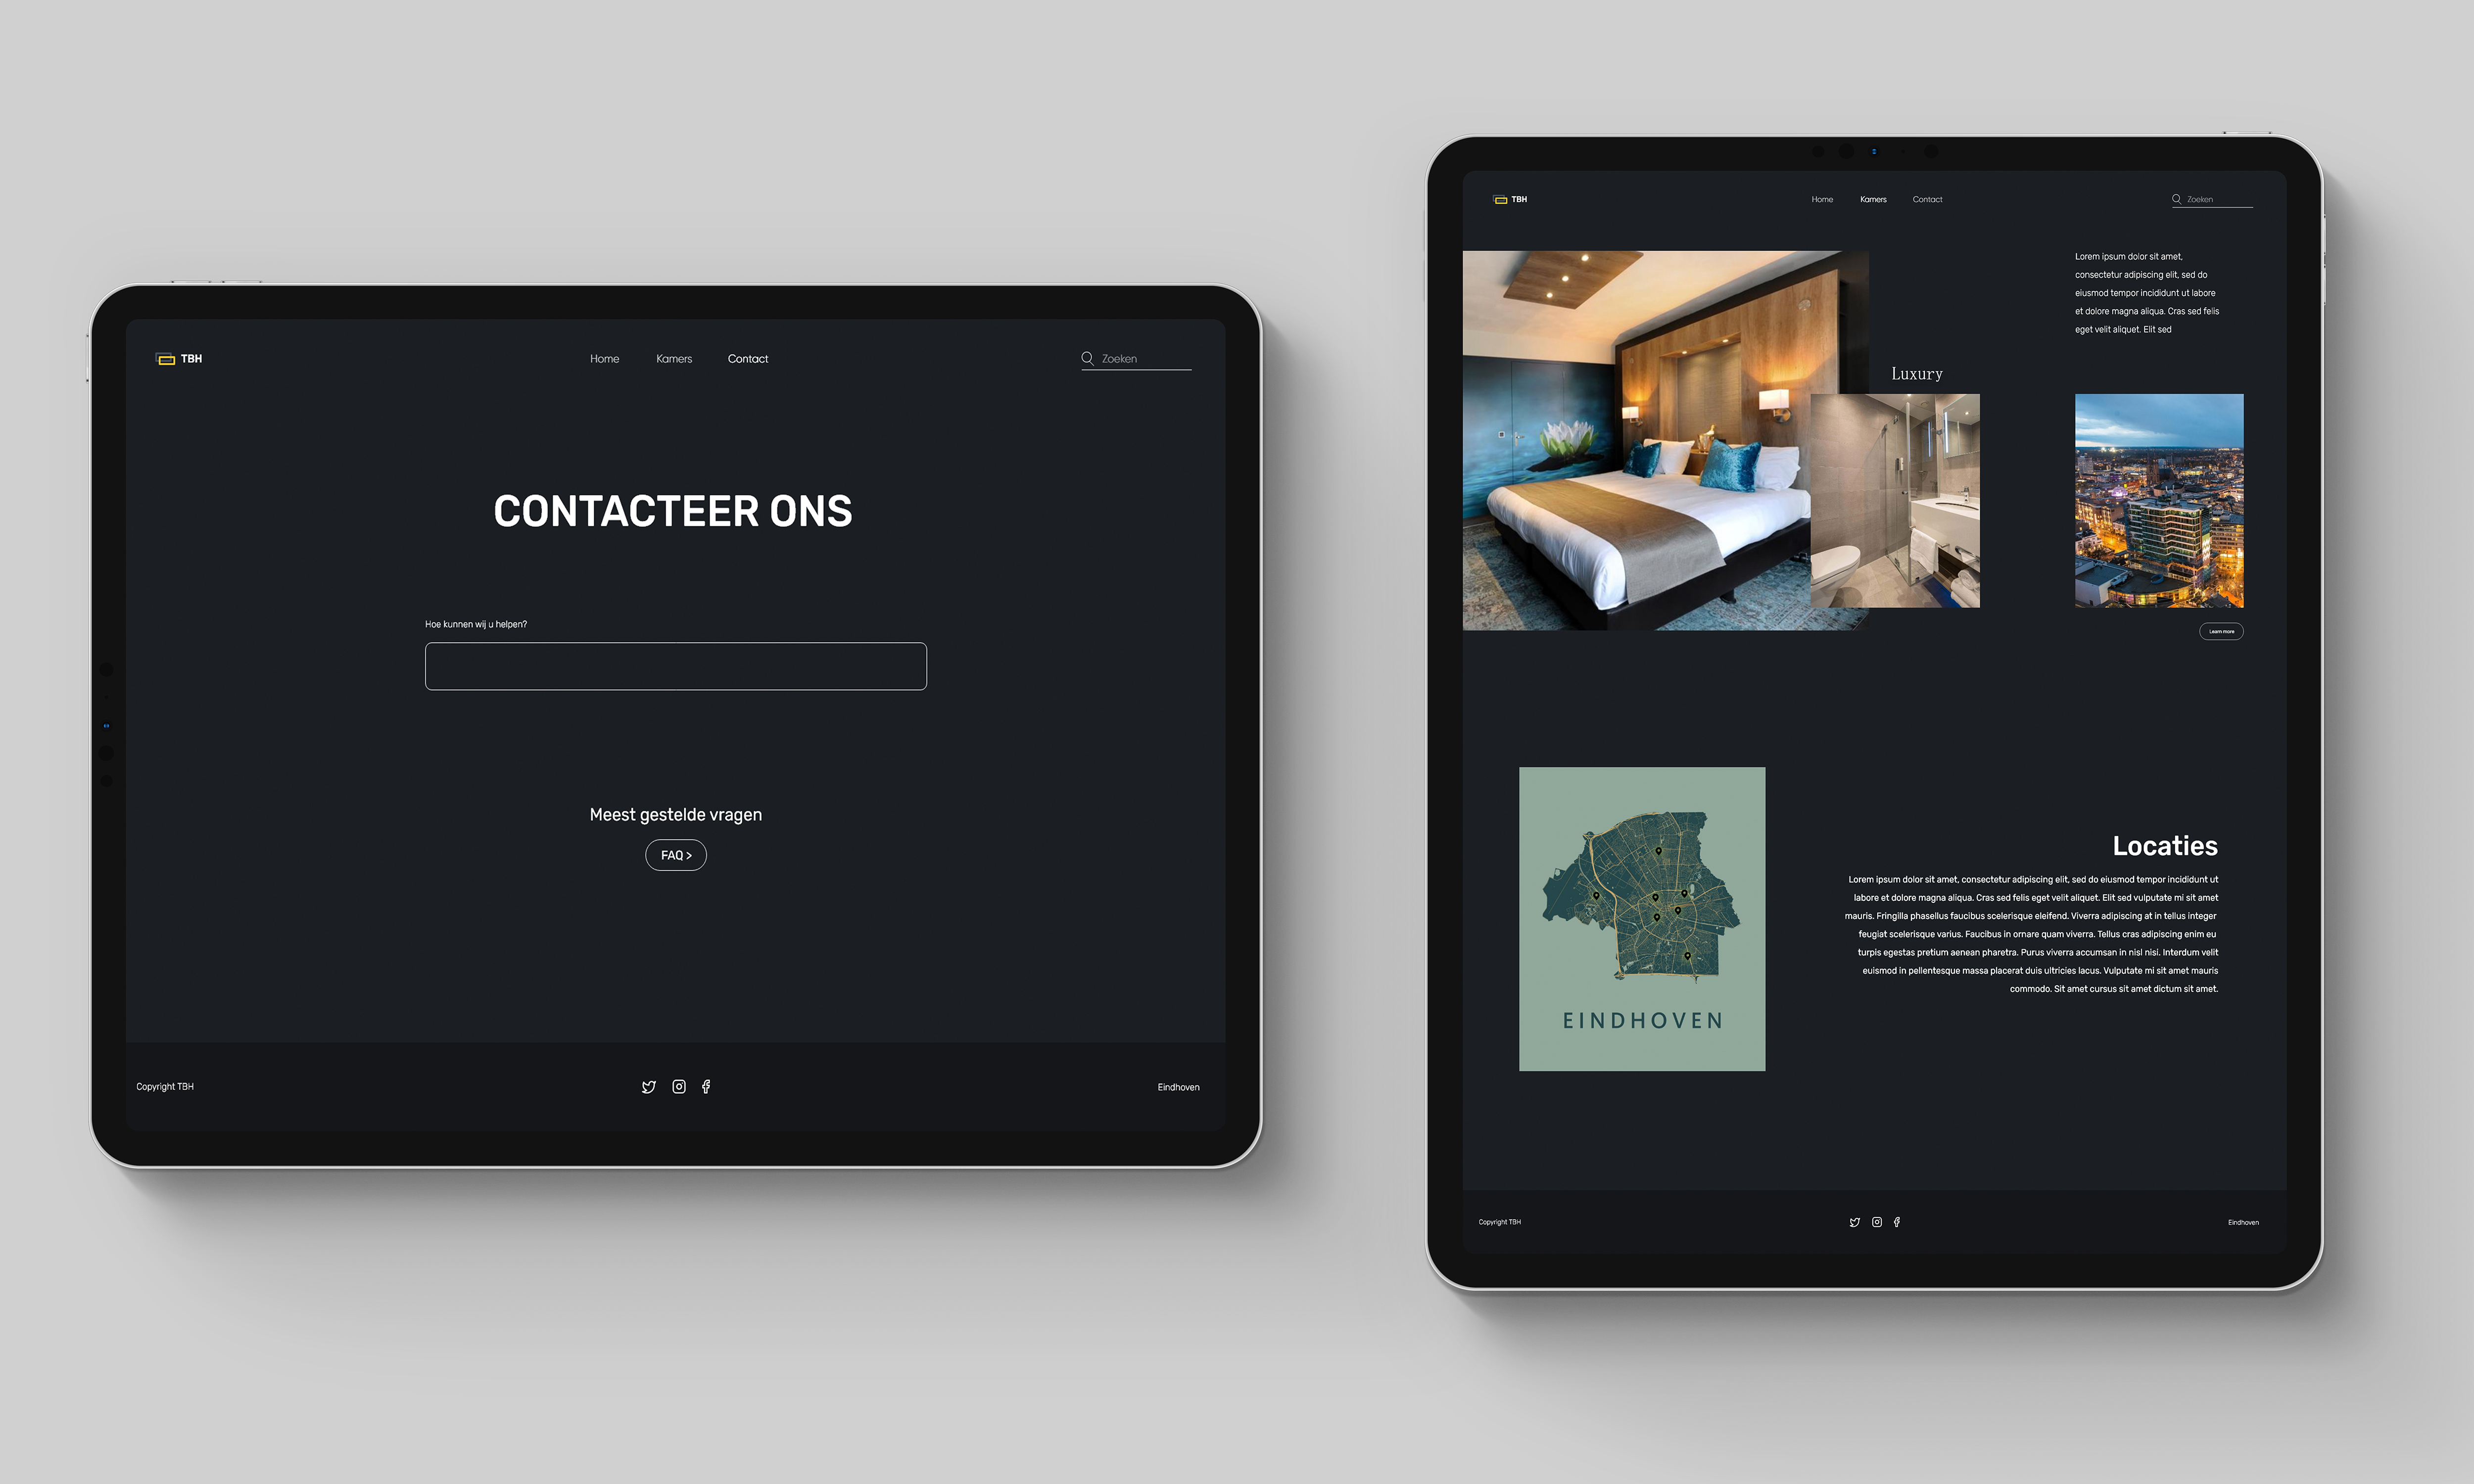 TBH
Home Kamers Contact
Zoeken
CONTACTEER ONS
Hoe kunnen wij u helpen?
Meest gestelde vragen
FAQ >
Copyright TBH
Eindhoven
TBH
Home Kamers Contact
Zoeken
Lorem ipsum dolor sit amet,
consectetur adipiscing elit, sed do
eiusmod tempor incididunt ut labore
et dolore magna aliqua. Cras sed felis
eget velit aliquet. Elit sed
Luxury
Learn more
EINDHOVEN
Locaties
Lorem ipsum dolor sit amet, consectetur adipiscing elit, sed do eiusmod tempor incididunt ut
labore et dolore magna aliqua. Cras sed felis eget velit aliquet. Elit sed vulputate mi sit amet
mauris. Fringilla phasellus faucibus scelerisque eleifend. Viverra adipiscing at in tellus integer
feugiat scelerisque varius. Faucibus in ornare quam viverra. Tellus cras adipiscing enim eu
turpis egestas pretium aenean pharetra. Purus viverra accumsan in nisl nisi. Interdum velit
euismod in pellentesque massa placerat duis ultricies lacus. Vulputate mi sit amet mauris
commodo. Sit amet cursus sit amet dictum sit amet.
Copyright TBH
Eindhoven